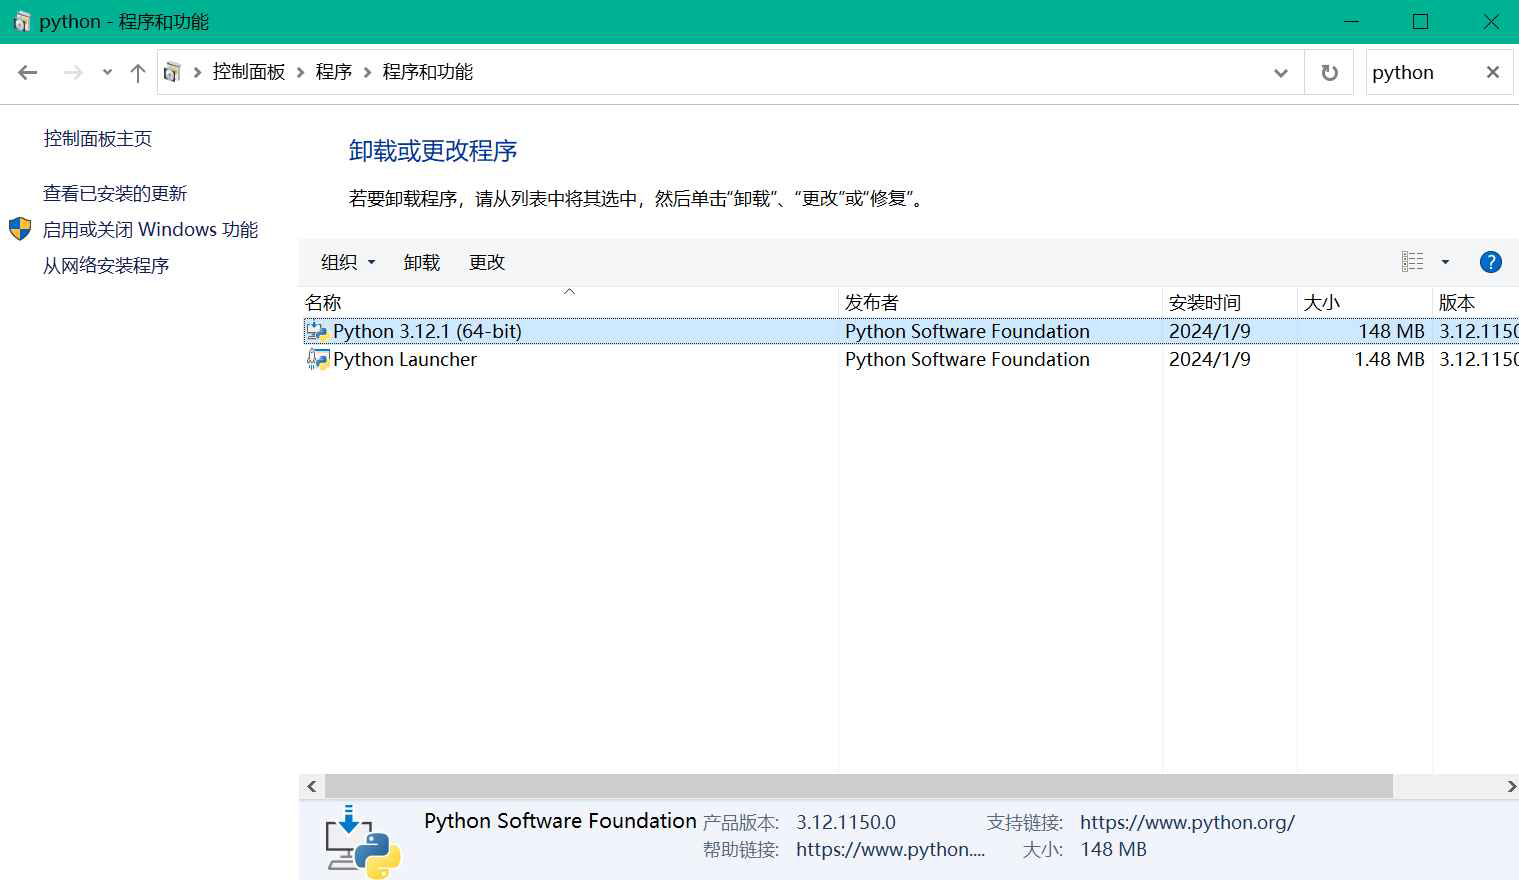 python - 程序和功能
控制面板 程序 程序和功能 python
控制面板主页
查看已安装的更新
启用或关闭 Windows 功能
从网络安装程序
卸载或更改程序
若要卸载程序，请从列表中将其选中，然后单击“卸载”、“更改”或“修复”。
组织 卸载 更改
名称 发布者 安装时间 大小 版本
Python 3.12.1 (64-bit) Python Software Foundation 2024/1/9 148 MB 3.12.1150
Python Launcher Python Software Foundation 2024/1/9 1.48 MB 3.12.1150
Python Software Foundation 产品版本: 3.12.1150.0 支持链接: https://www.python.org/
帮助链接: https://www.python.... 大小: 148 MB